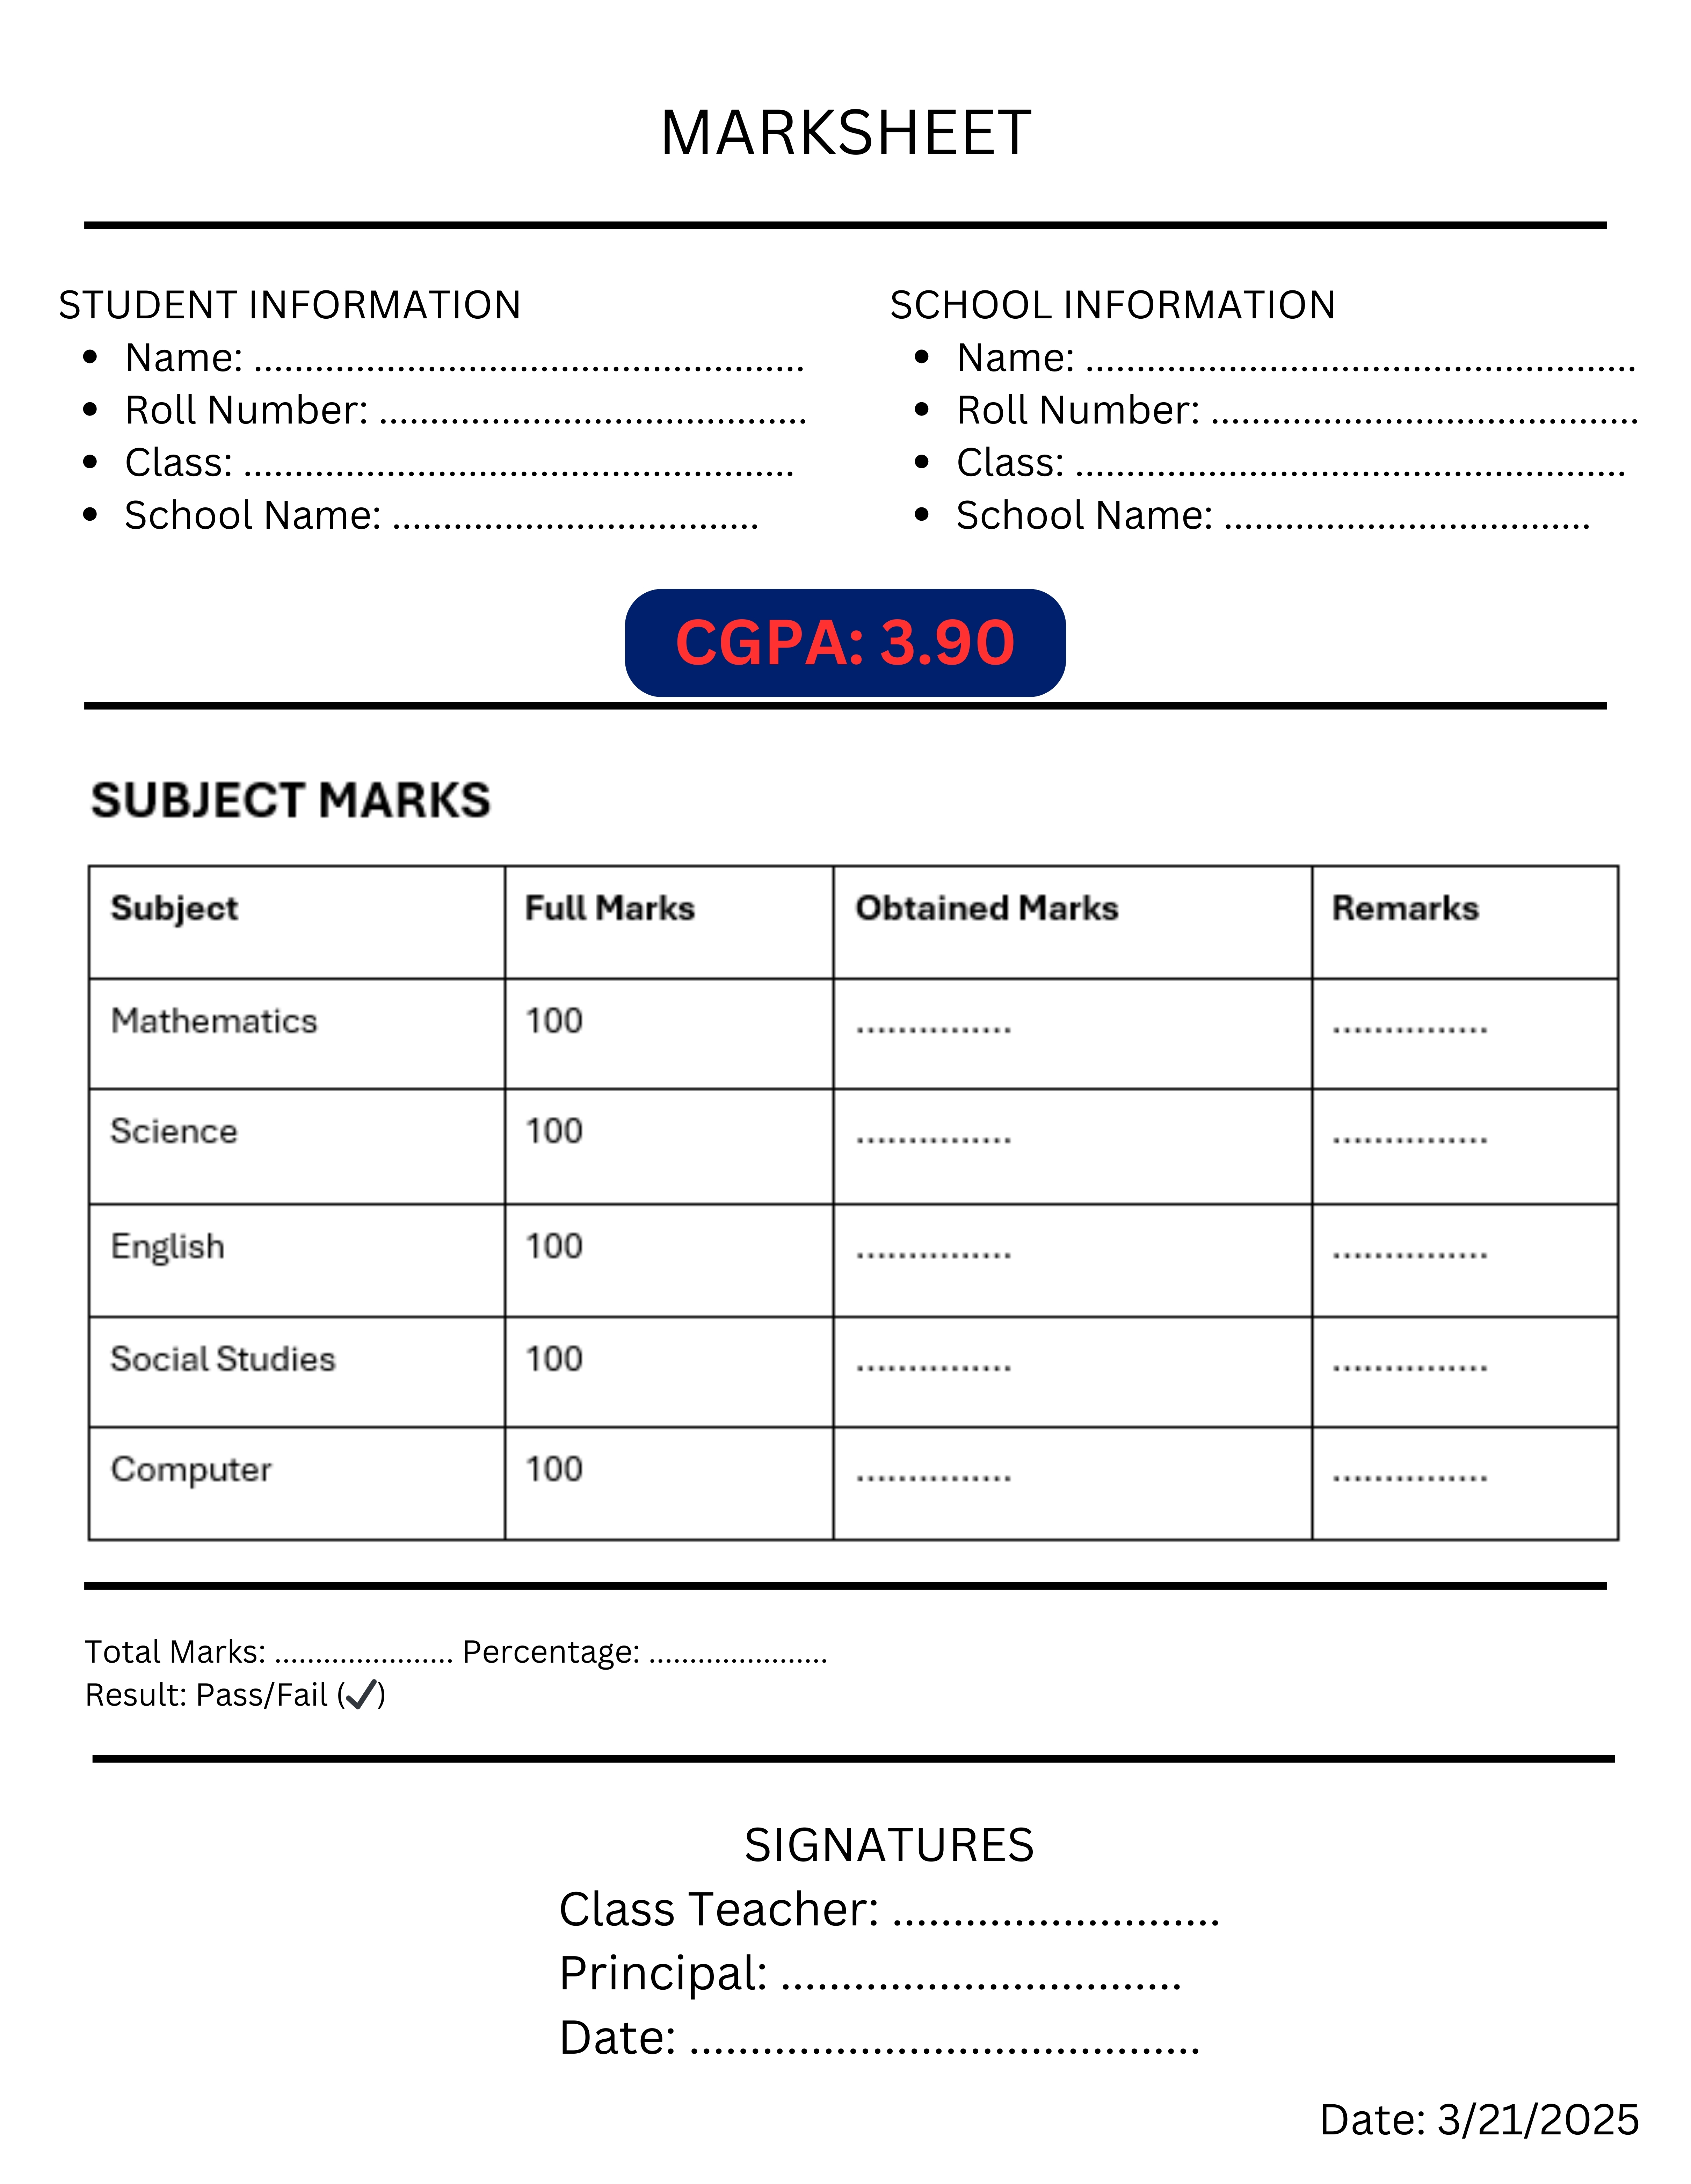 MARKSHEET
STUDENT INFORMATION
• Name: .....................................................
• Roll Number: .........................................
• Class: .....................................................
• School Name: ...................................
SCHOOL INFORMATION
• Name: .....................................................
• Roll Number: .........................................
• Class: .....................................................
• School Name: ...................................
CGPA: 3.90
SUBJECT MARKS
Subject Full Marks Obtained Marks Remarks
Mathematics 100 ............... ...............
Science 100 ............... ...............
English 100 ............... ...............
Social Studies 100 ............... ...............
Computer 100 ............... ...............
Total Marks: ...................... Percentage: ......................
Result: Pass/Fail (✓)
SIGNATURES
Class Teacher: ...........................
Principal: .................................
Date: ..........................................
Date: 3/21/2025